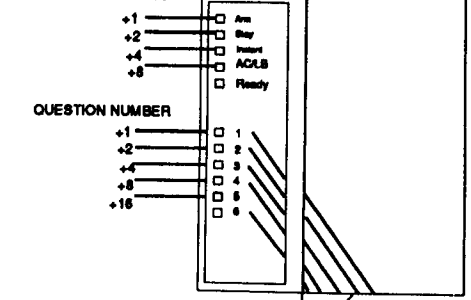 +1 Arm
+2 Stay
+4 Instant
+8 AC/LB
Ready
QUESTION NUMBER
+1 1
+2 2
+4 3
+8 4
+16 5
6